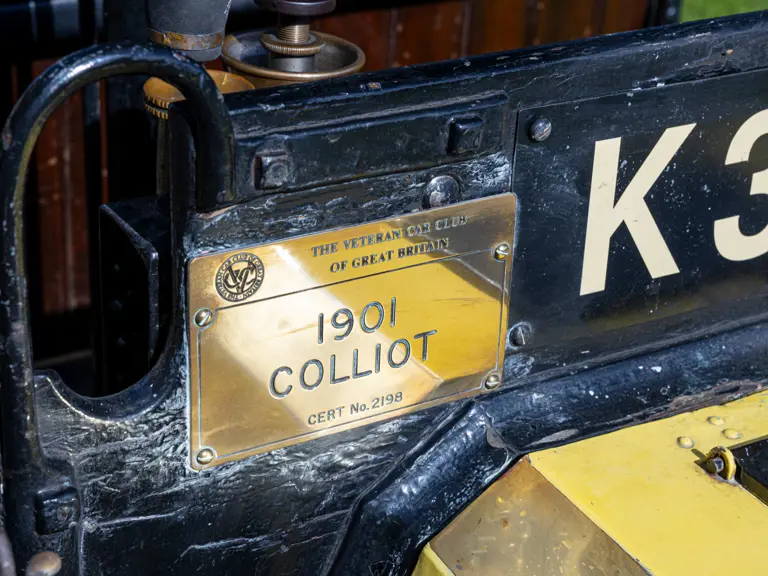 THE VETERAN CAR CLUB
OF GREAT BRITAIN
1901
COLLIOT
CERT No. 2198
K3